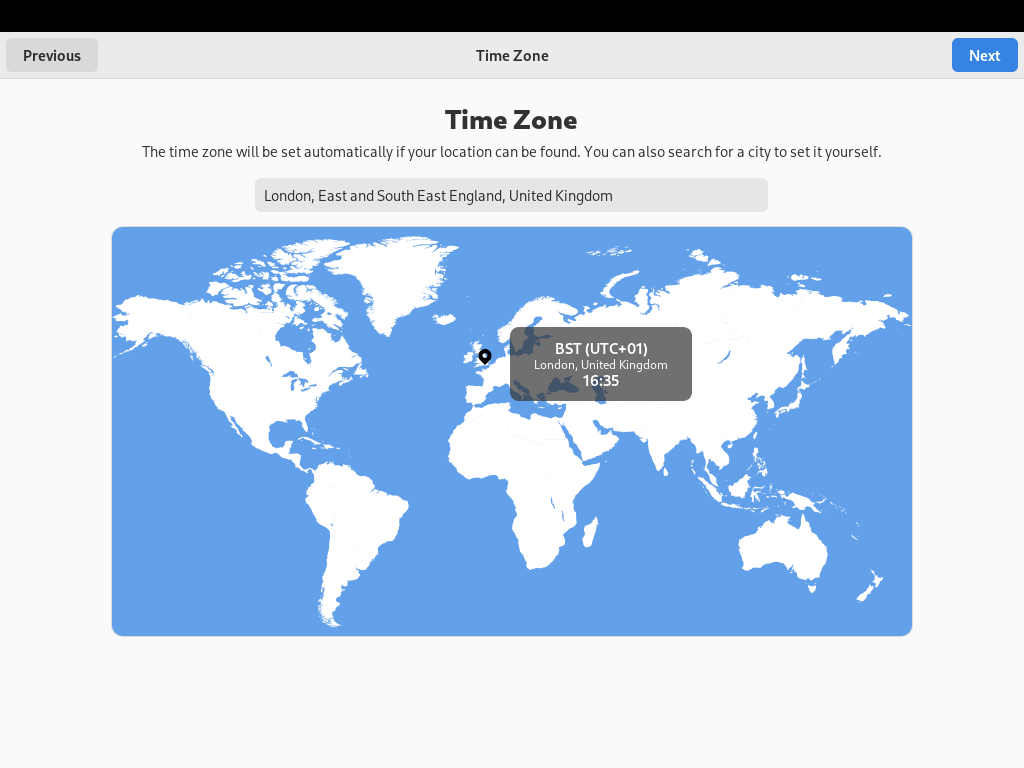 Previous
Time Zone
Next
Time Zone
The time zone will be set automatically if your location can be found. You can also search for a city to set it yourself.
London, East and South East England, United Kingdom
BST (UTC+01)
London, United Kingdom
16:35